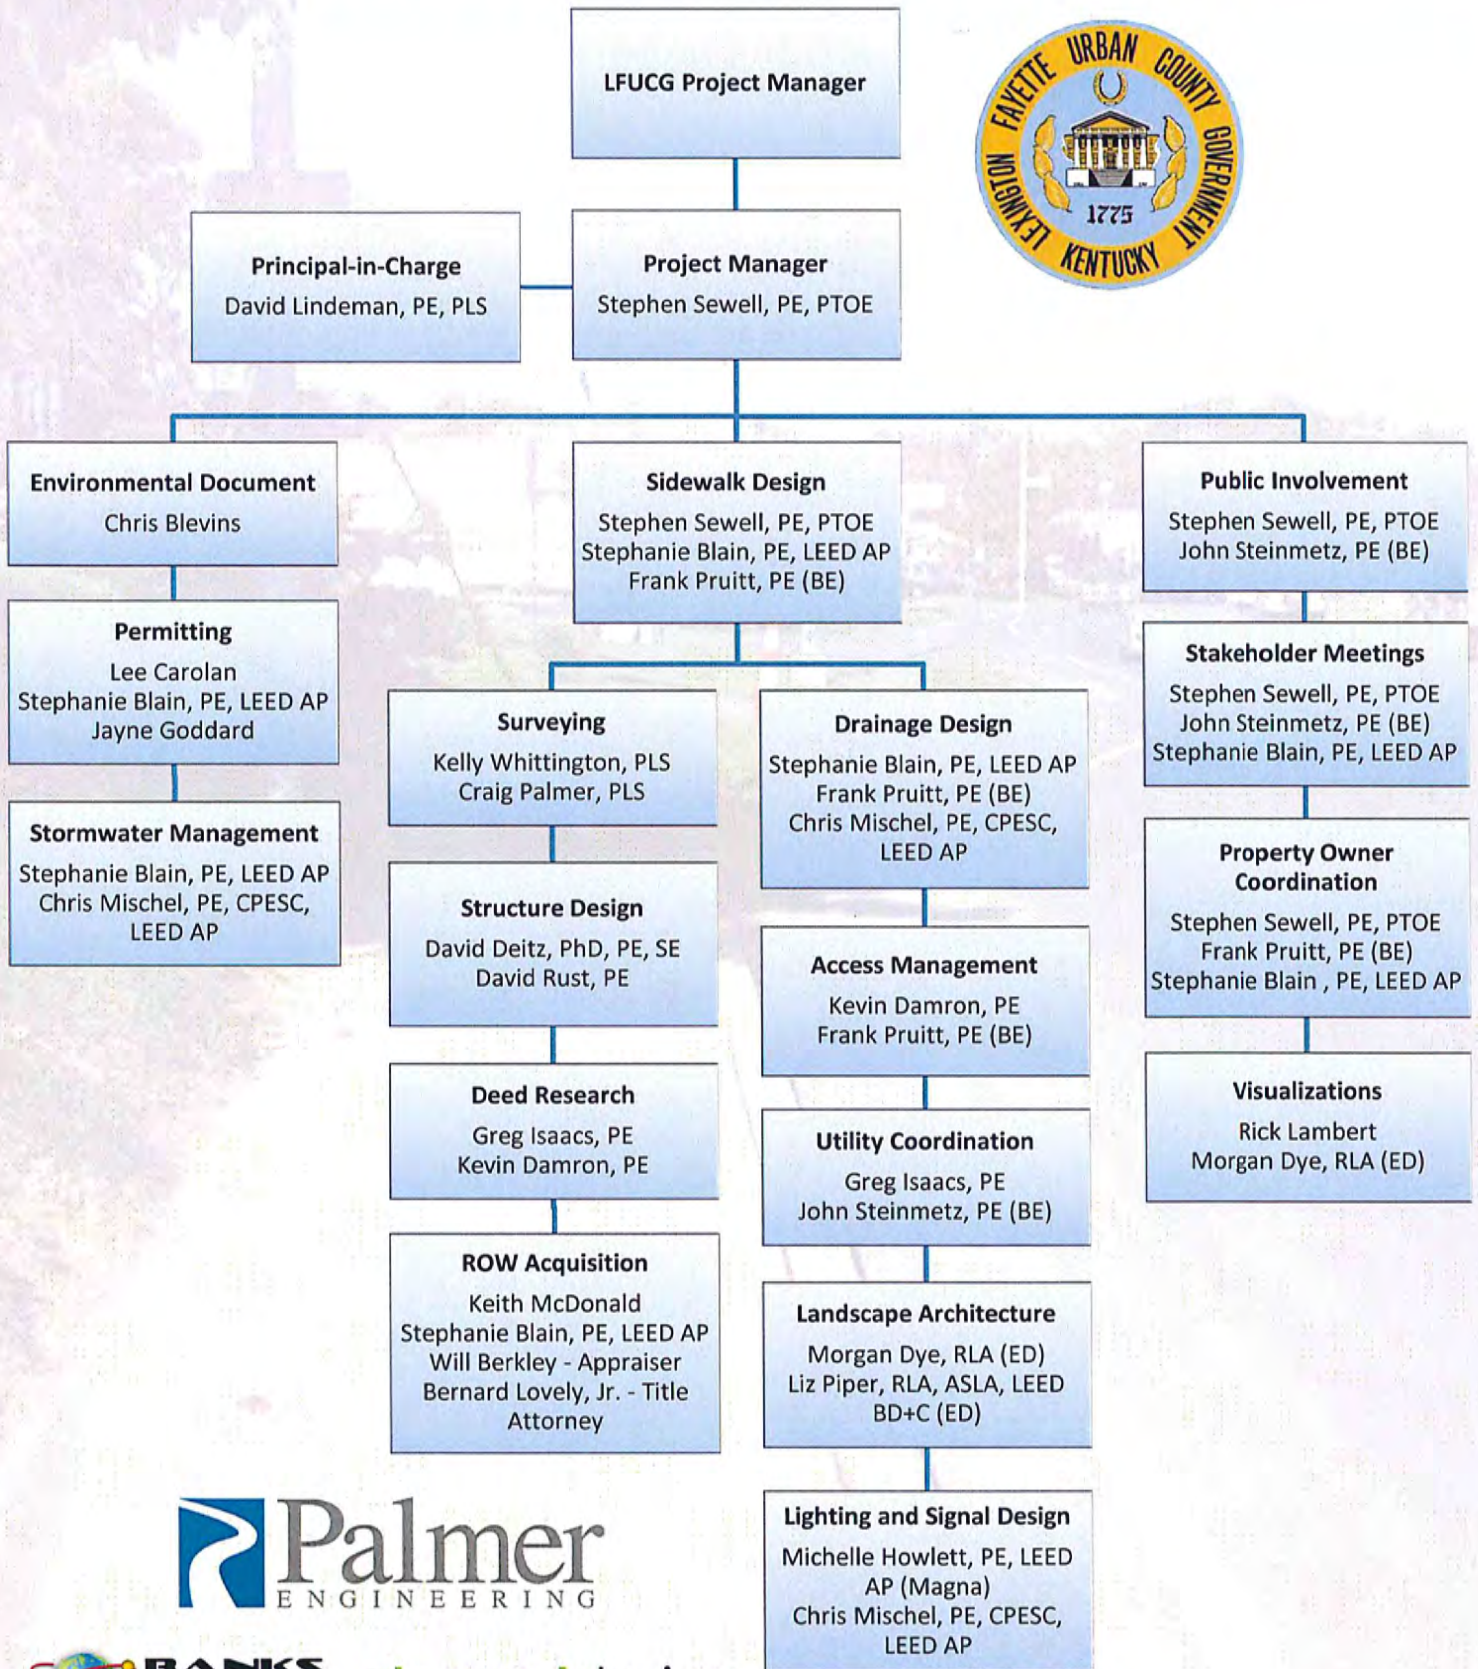 LFUCG Project Manager
LEXINGTON FAYETTE URBAN COUNTY GOVERNMENT
KENTUCKY
1775
Principal-in-Charge
David Lindeman, PE, PLS
Project Manager
Stephen Sewell, PE, PTOE
Environmental Document
Chris Blevins
Permitting
Lee Carolan
Stephanie Blain, PE, LEED AP
Jayne Goddard
Stormwater Management
Stephanie Blain, PE, LEED AP
Chris Mischel, PE, CPESC,
LEED AP
Sidewalk Design
Stephen Sewell, PE, PTOE
Stephanie Blain, PE, LEED AP
Frank Pruitt, PE (BE)
Surveying
Kelly Whittington, PLS
Craig Palmer, PLS
Structure Design
David Deitz, PhD, PE, SE
David Rust, PE
Deed Research
Greg Isaacs, PE
Kevin Damron, PE
ROW Acquisition
Keith McDonald
Stephanie Blain, PE, LEED AP
Will Berkley - Appraiser
Bernard Lovely, Jr. - Title
Attorney
Drainage Design
Stephanie Blain, PE, LEED AP
Frank Pruitt, PE (BE)
Chris Mischel, PE, CPESC,
LEED AP
Access Management
Kevin Damron, PE
Frank Pruitt, PE (BE)
Utility Coordination
Greg Isaacs, PE
John Steinmetz, PE (BE)
Landscape Architecture
Morgan Dye, RLA (ED)
Liz Piper, RLA, ASLA, LEED
BD+C (ED)
Lighting and Signal Design
Michelle Howlett, PE, LEED
AP (Magna)
Chris Mischel, PE, CPESC,
LEED AP
Public Involvement
Stephen Sewell, PE, PTOE
John Steinmetz, PE (BE)
Stakeholder Meetings
Stephen Sewell, PE, PTOE
John Steinmetz, PE (BE)
Stephanie Blain, PE, LEED AP
Property Owner
Coordination
Stephen Sewell, PE, PTOE
Frank Pruitt, PE (BE)
Stephanie Blain , PE, LEED AP
Visualizations
Rick Lambert
Morgan Dye, RLA (ED)
Palmer
ENGINEERING
BANKS